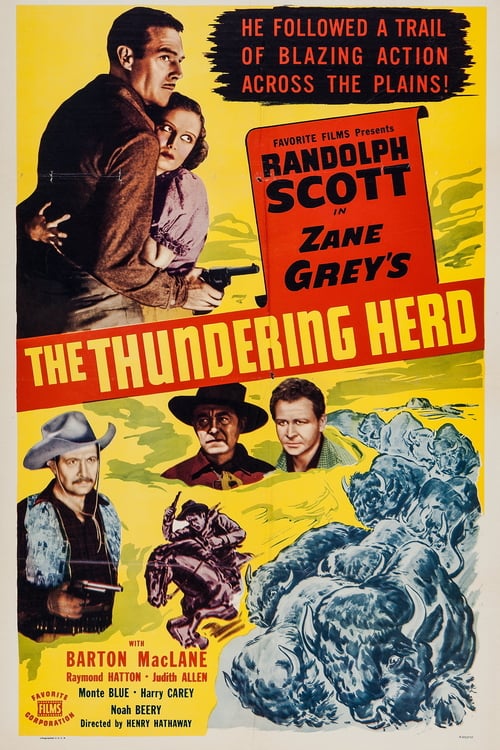 HE FOLLOWED A TRAIL
OF BLAZING ACTION
ACROSS THE PLAINS!
FAVORITE FILMS Presents
RANDOLPH
SCOTT
IN
ZANE
GREY'S
THE THUNDERING HERD
WITH
BARTON MacLANE
Raymond HATTON - Judith ALLEN
Monte BLUE - Harry CAREY
Noah BEERY
Directed by HENRY HATHAWAY
FAVORITE
FILMS
CORPORATION